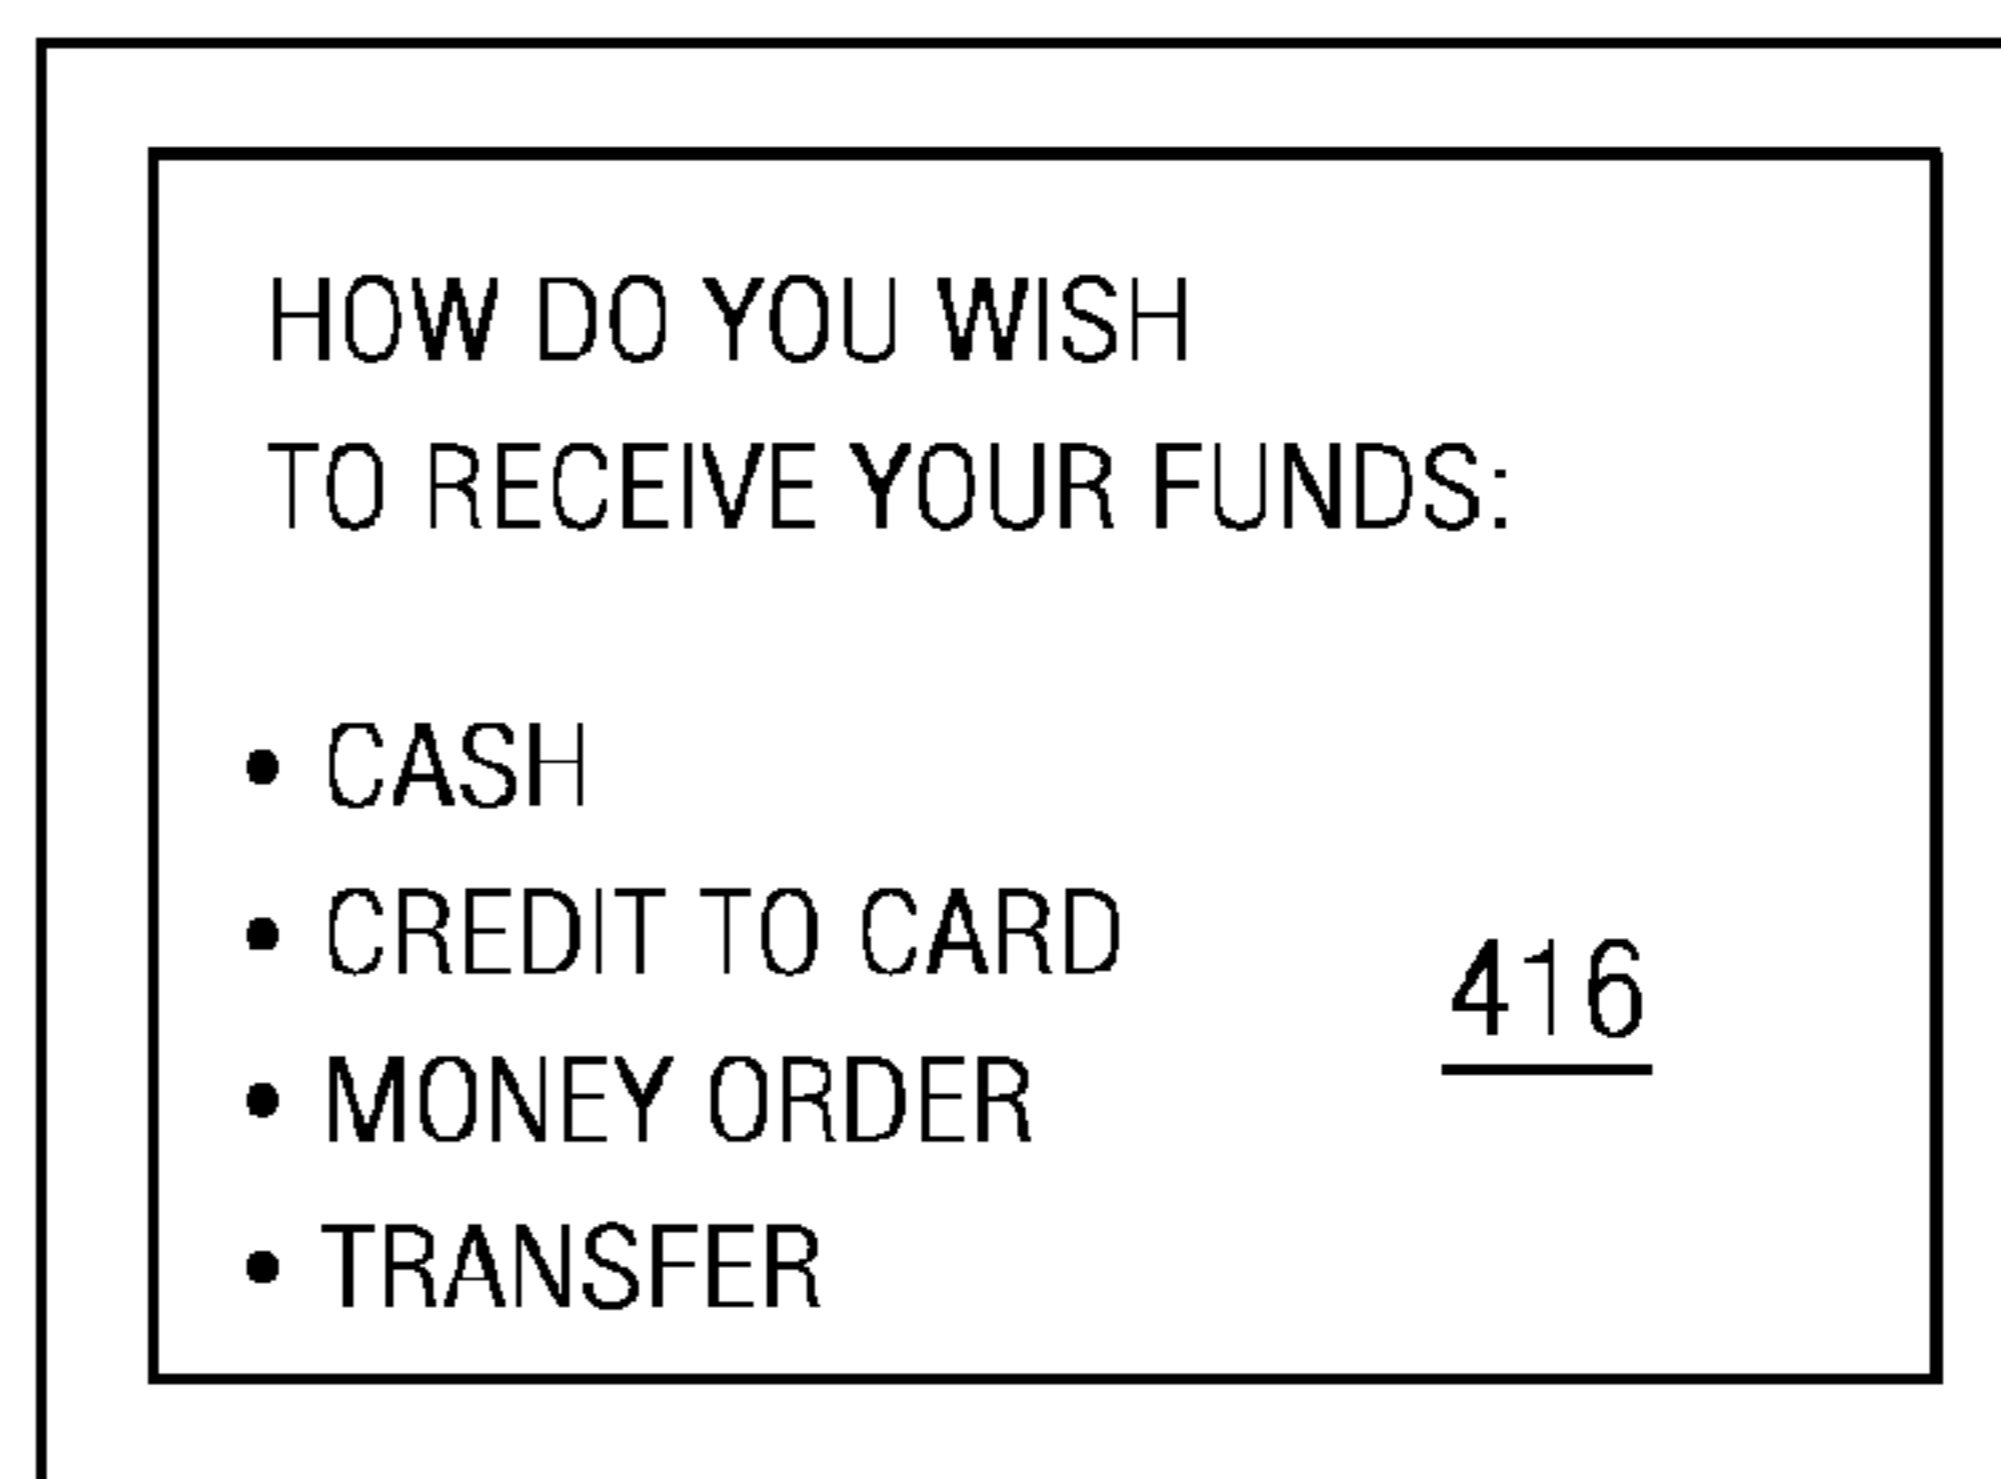 HOW DO YOU WISH
TO RECEIVE YOUR FUNDS:
• CASH
• CREDIT TO CARD
416
• MONEY ORDER
• TRANSFER